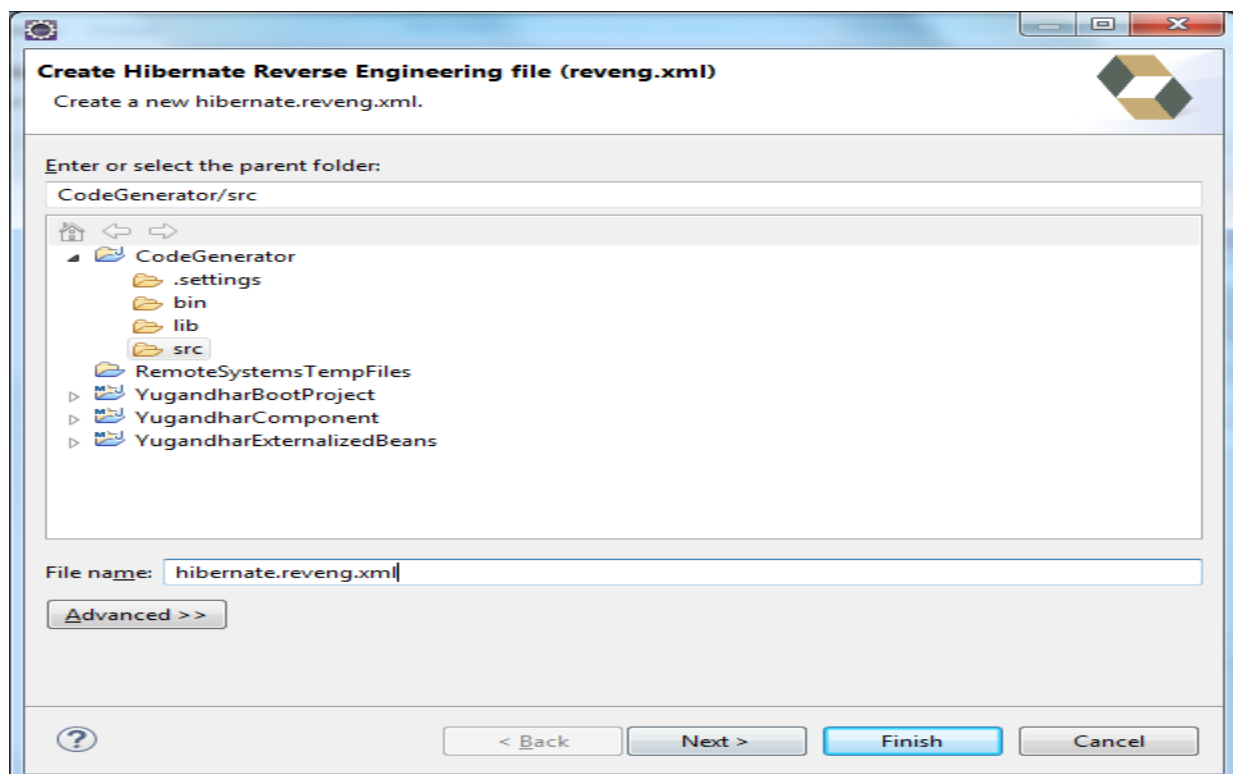 Create Hibernate Reverse Engineering file (reveng.xml)
Create a new hibernate.reveng.xml.
Enter or select the parent folder:
CodeGenerator/src
CodeGenerator
.settings
bin
lib
src
RemoteSystemsTempFiles
YugandharBootProject
YugandharComponent
YugandharExternalizedBeans
File name: hibernate.reveng.xml
Advanced >>
< Back Next > Finish Cancel